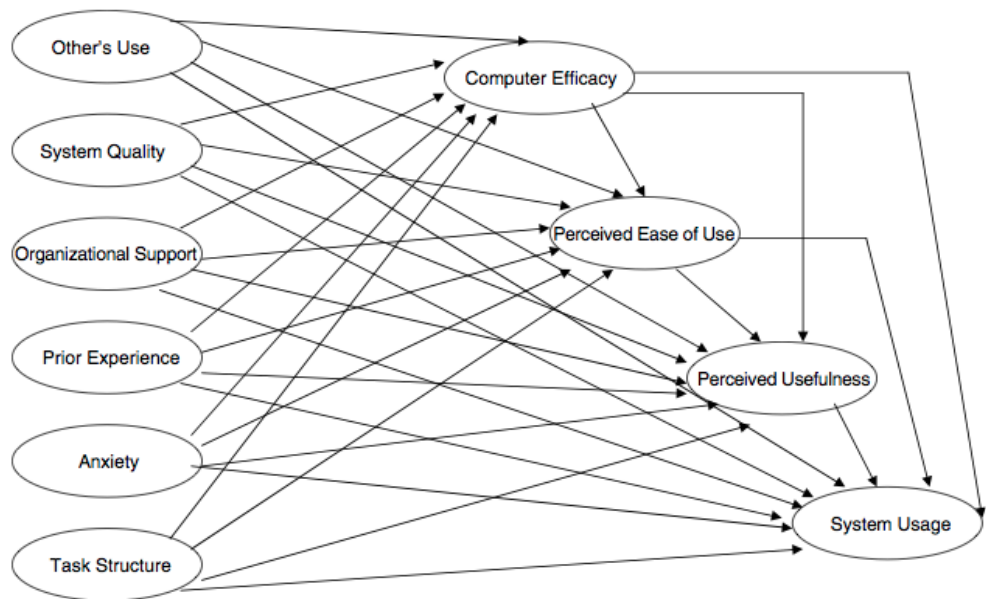 Other's Use
Computer Efficacy
System Quality
Perceived Ease of Use
Organizational Support
Prior Experience
Perceived Usefulness
Anxiety
System Usage
Task Structure